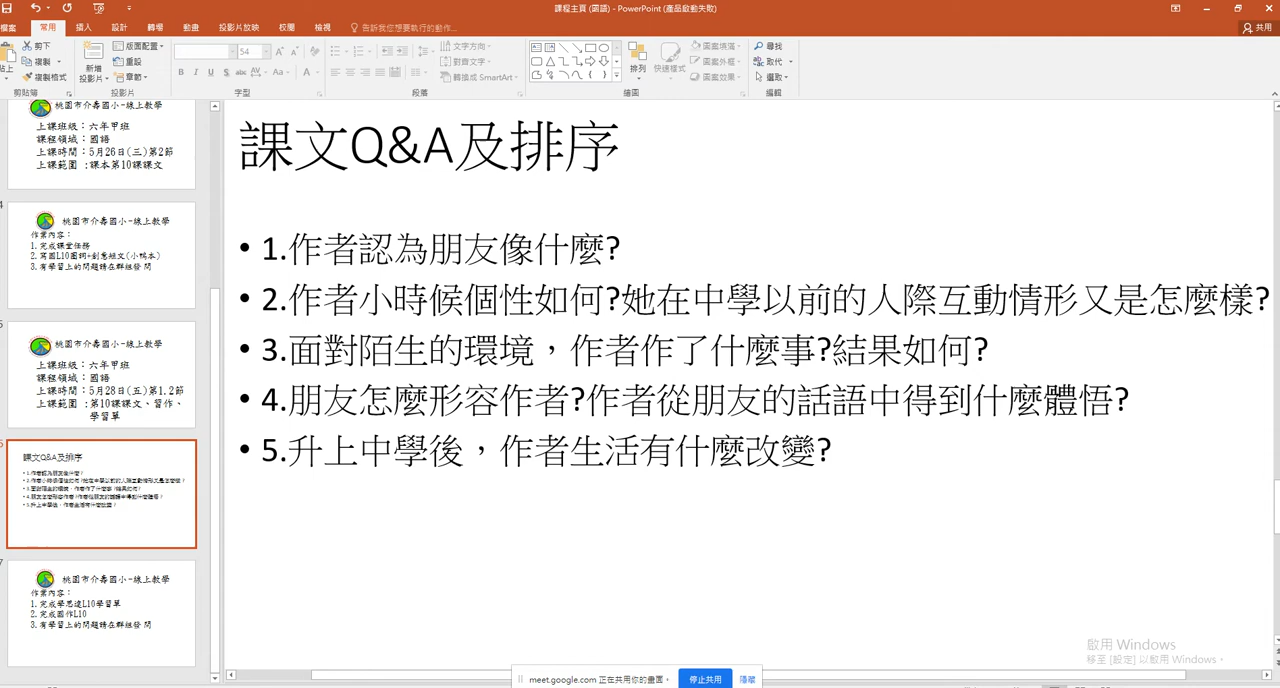 課程主頁 (國語) - PowerPoint (產品啟動失敗)
檔案 常用 插入 設計 轉場 動畫 投影片放映 校閱 檢視 告訴我您想要執行的動作... 共用
剪下
複製
複製格式
剪貼簿
新增
投影片
版面配置
重設
章節
投影片
54
字型
文字方向
對齊文字
轉換成 SmartArt
段落
排列
快速樣式
圖案填滿
圖案外框
圖案效果
繪圖
尋找
取代
選取
編輯
桃園市介壽國小-線上教學
上課班級：六年甲班
課程領域：國語
上課時間：5月26日(三)第2節
上課範圍 :課本第10課課文
4
桃園市介壽國小-線上教學
作業內容：
1. 完成課堂任務
2. 寫國L10圈詞+創意短文(小鴨本)
3. 有學習上的問題請在群組發問
5
桃園市介壽國小-線上教學
上課班級：六年甲班
課程領域：國語
上課時間：5月28日(五)第1.2節
上課範圍 :第10課課文、習作、
學習單
課文Q&A及排序
1.作者認為朋友像什麼?
2.作者小時候個性如何?她在中學以前的人際互動情形又是怎麼樣?
3.面對陌生的環境，作者作了什麼事?結果如何?
4.朋友怎麼形容作者?作者從朋友的話語中得到什麼體悟?
5.升上中學後，作者生活有什麼改變?
7
桃園市介壽國小-線上教學
作業內容：
1. 完成學思達L10學習單
2. 完成國作L10
3. 有學習上的問題請在群組發問
課文Q&A及排序
• 1.作者認為朋友像什麼?
• 2.作者小時候個性如何?她在中學以前的人際互動情形又是怎麼樣?
• 3.面對陌生的環境，作者作了什麼事?結果如何?
• 4.朋友怎麼形容作者?作者從朋友的話語中得到什麼體悟?
• 5.升上中學後，作者生活有什麼改變?
啟用 Windows
移至 [設定] 以啟用 Windows。
meet.google.com 正在共用你的畫面。 停止共用 隱藏